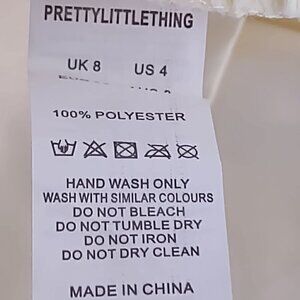 PRETTYLITTLETHING
UK 8 US 4
100% POLYESTER
HAND WASH ONLY
WASH WITH SIMILAR COLOURS
DO NOT BLEACH
DO NOT TUMBLE DRY
DO NOT IRON
DO NOT DRY CLEAN
MADE IN CHINA